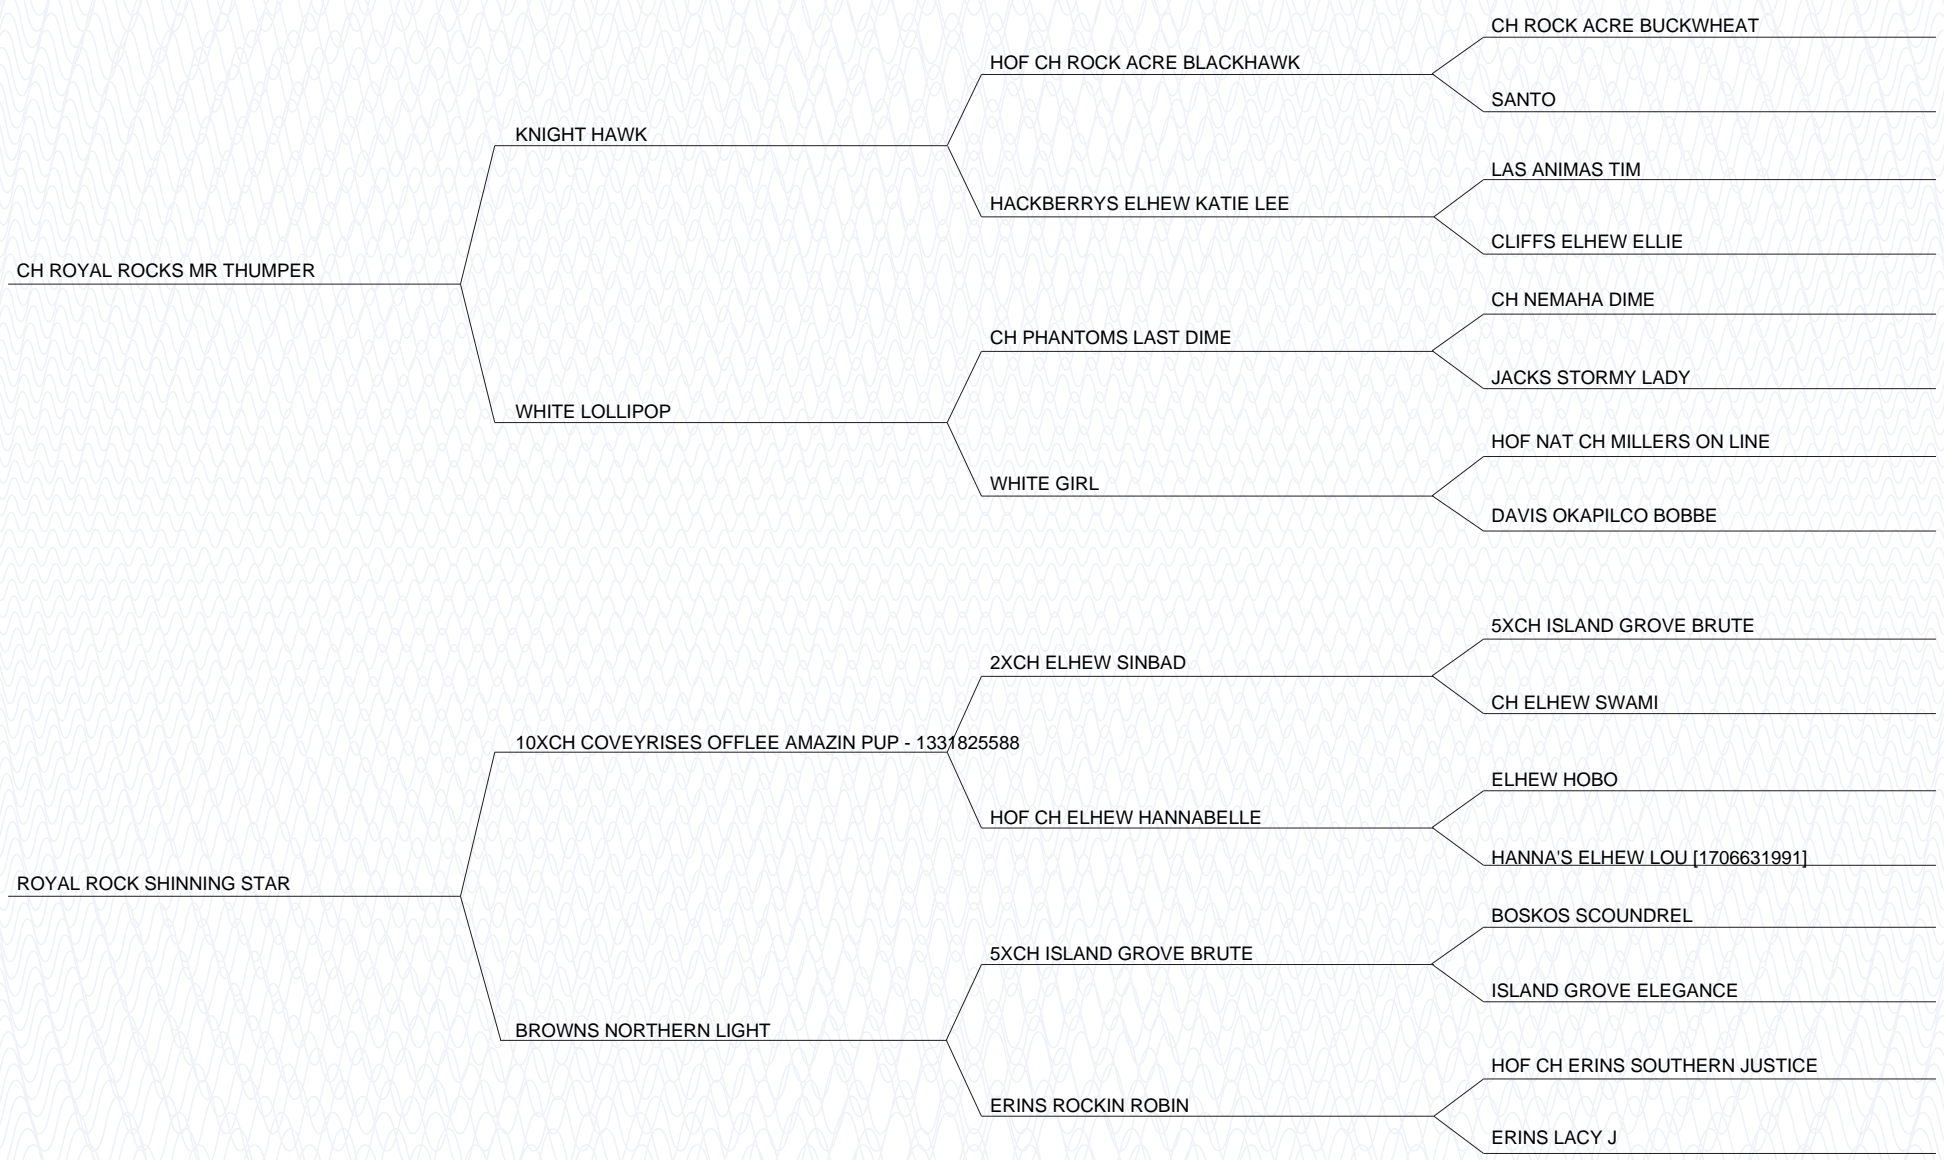 CH ROCK ACRE BUCKWHEAT
HOF CH ROCK ACRE BLACKHAWK
SANTO
KNIGHT HAWK
LAS ANIMAS TIM
HACKBERRYS ELHEW KATIE LEE
CLIFFS ELHEW ELLIE
CH ROYAL ROCKS MR THUMPER
CH NEMAHA DIME
CH PHANTOMS LAST DIME
JACKS STORMY LADY
WHITE LOLLIPOP
HOF NAT CH MILLERS ON LINE
WHITE GIRL
DAVIS OKAPILCO BOBBE
5XCH ISLAND GROVE BRUTE
2XCH ELHEW SINBAD
CH ELHEW SWAMI
10XCH COVEYRISES OFFLEE AMAZIN PUP - 1331825588
ELHEW HOBO
HOF CH ELHEW HANNABELLE
HANNA'S ELHEW LOU [1706631991]
ROYAL ROCK SHINNING STAR
BOSKOS SCOUNDREL
5XCH ISLAND GROVE BRUTE
ISLAND GROVE ELEGANCE
BROWNS NORTHERN LIGHT
HOF CH ERINS SOUTHERN JUSTICE
ERINS ROCKIN ROBIN
ERINS LACY J